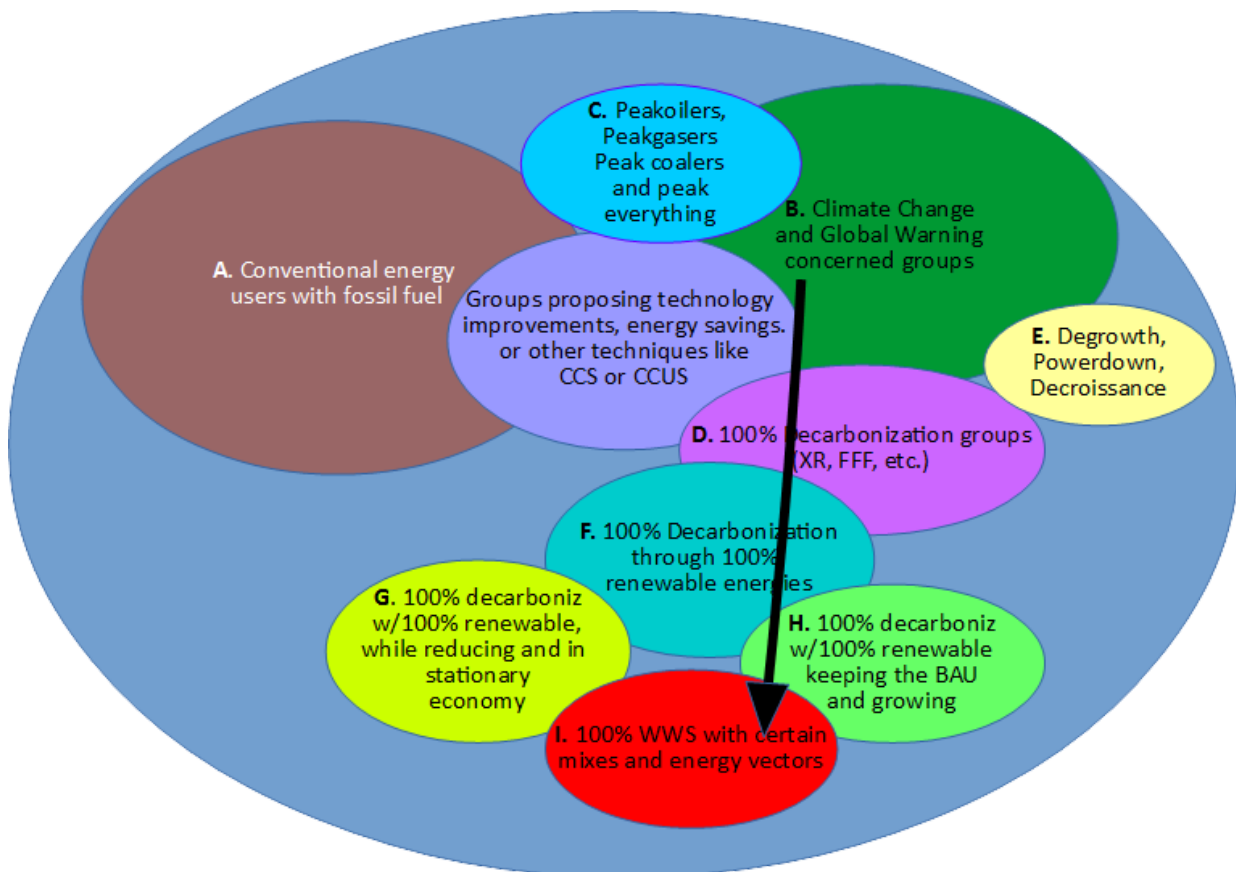 C. Peakoilers,
Peakgasers
Peak coalers
and peak
everything
B. Climate Change
and Global Warning
concerned groups
A. Conventional energy
users with fossil fuel
Groups proposing technology
improvements, energy savings.
or other techniques like
CCS or CCUS
E. Degrowth,
Powerdown,
Decroissance
D. 100% Decarbonization groups
(XR, FFF, etc.)
F. 100% Decarbonization
through 100%
renewable energies
G. 100% decarboniz
w/100% renewable,
while reducing and in
stationary
economy
H. 100% decarboniz
w/100% renewable
keeping the BAU
and growing
I. 100% WWS with certain
mixes and energy vectors